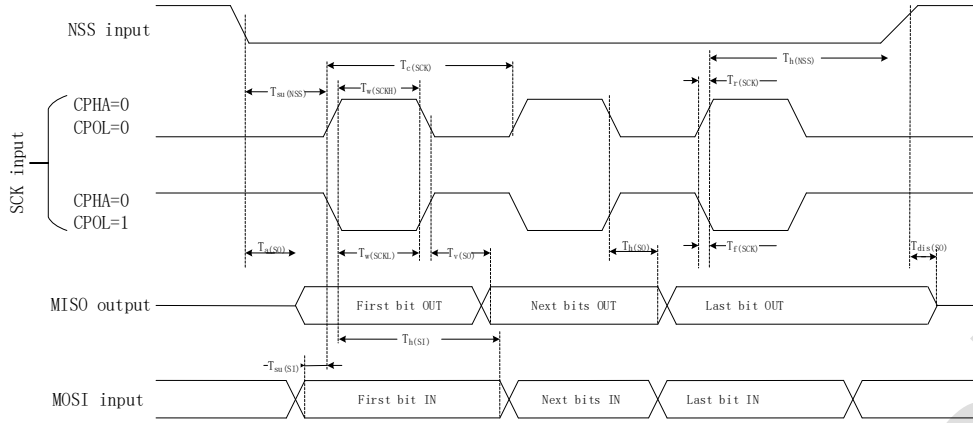 NSS input
Tc(SCK)
Th(NSS)
Tsu(NSS)
Tw(SCKH)
Tr(SCK)
SCK input
CPHA=0
CPOL=0
CPHA=0
CPOL=1
Ta(SO)
Tw(SCKL)
Tv(SO)
Th(SO)
Tf(SCK)
Tdis(SO)
MISO output
First bit OUT
Next bits OUT
Last bit OUT
Th(SI)
Tsu(SI)
MOSI input
First bit IN
Next bits IN
Last bit IN